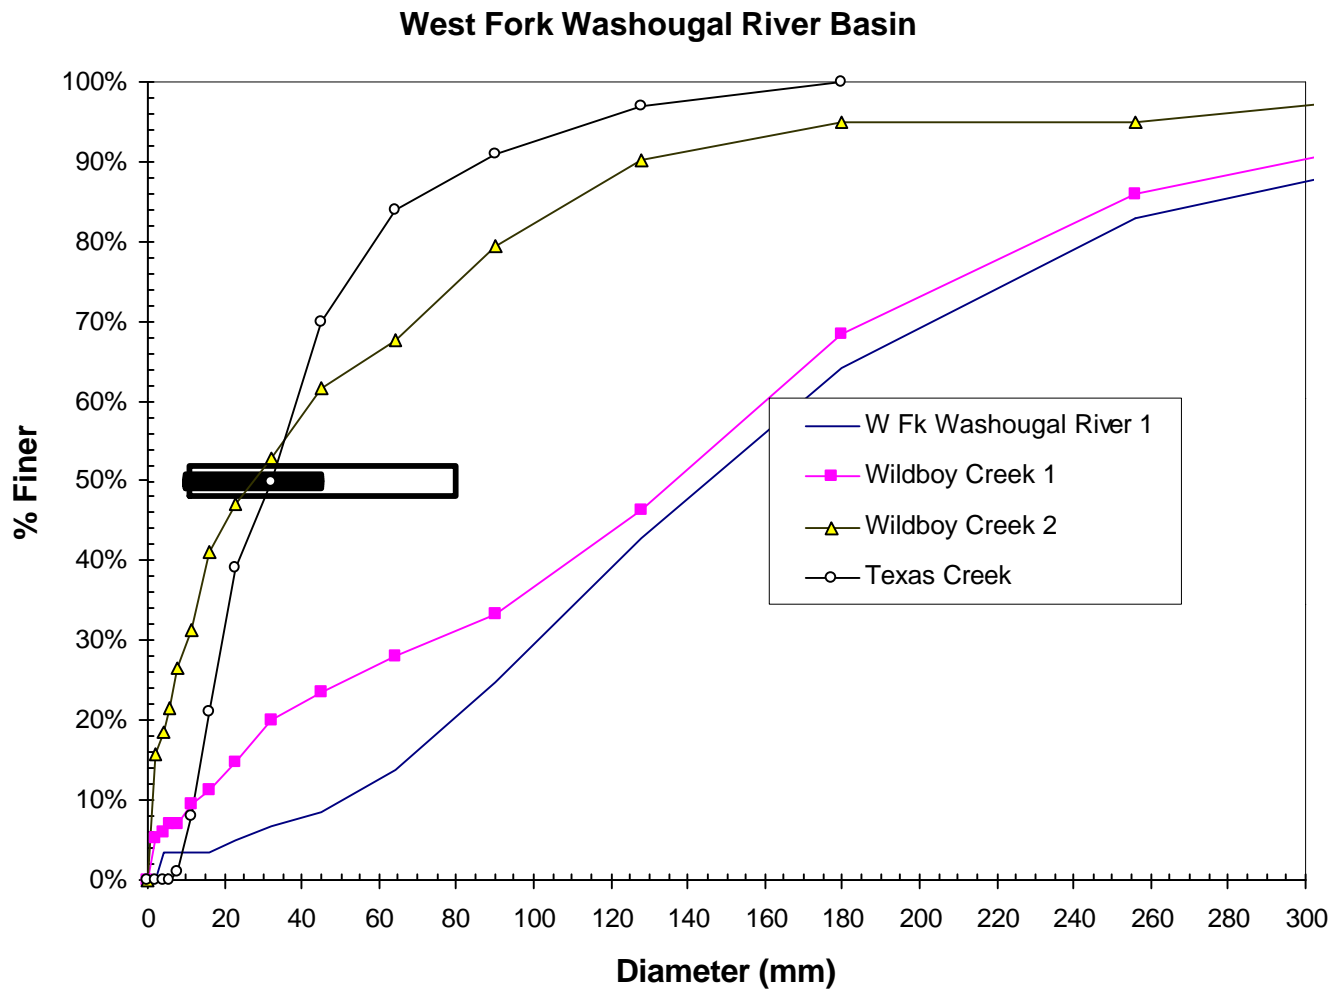 West Fork Washougal River Basin
100%
90%
80%
70%
60%
50%
40%
30%
20%
10%
0%
% Finer
W Fk Washougal River 1
Wildboy Creek 1
Wildboy Creek 2
Texas Creek
0 20 40 60 80 100 120 140 160 180 200 220 240 260 280 300
Diameter (mm)